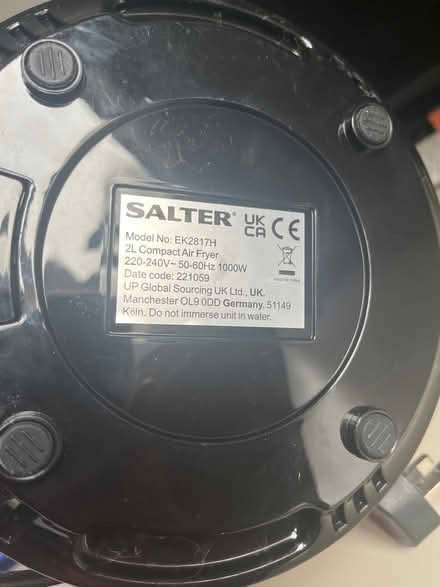 SALTER®
UK
CA
CE
Model No: EK2817H
2L Compact Air Fryer
220-240V~ 50-60Hz 1000W
Date code: 221059
UP Global Sourcing UK Ltd., UK.
Manchester OL9 0DD Germany. 51149
Köln. Do not immerse unit in water.